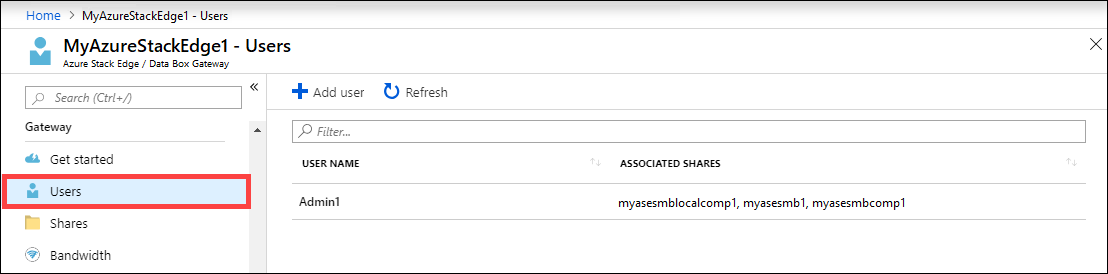 Home > MyAzureStackEdge1 - Users
MyAzureStackEdge1 - Users
Azure Stack Edge / Data Box Gateway
Search (Ctrl+/)
Gateway
Get started
Users
Shares
Bandwidth
Add user
Refresh
Filter...
USER NAME ASSOCIATED SHARES
Admin1 myasesmblocalcomp1, myasesmb1, myasesmbcomp1